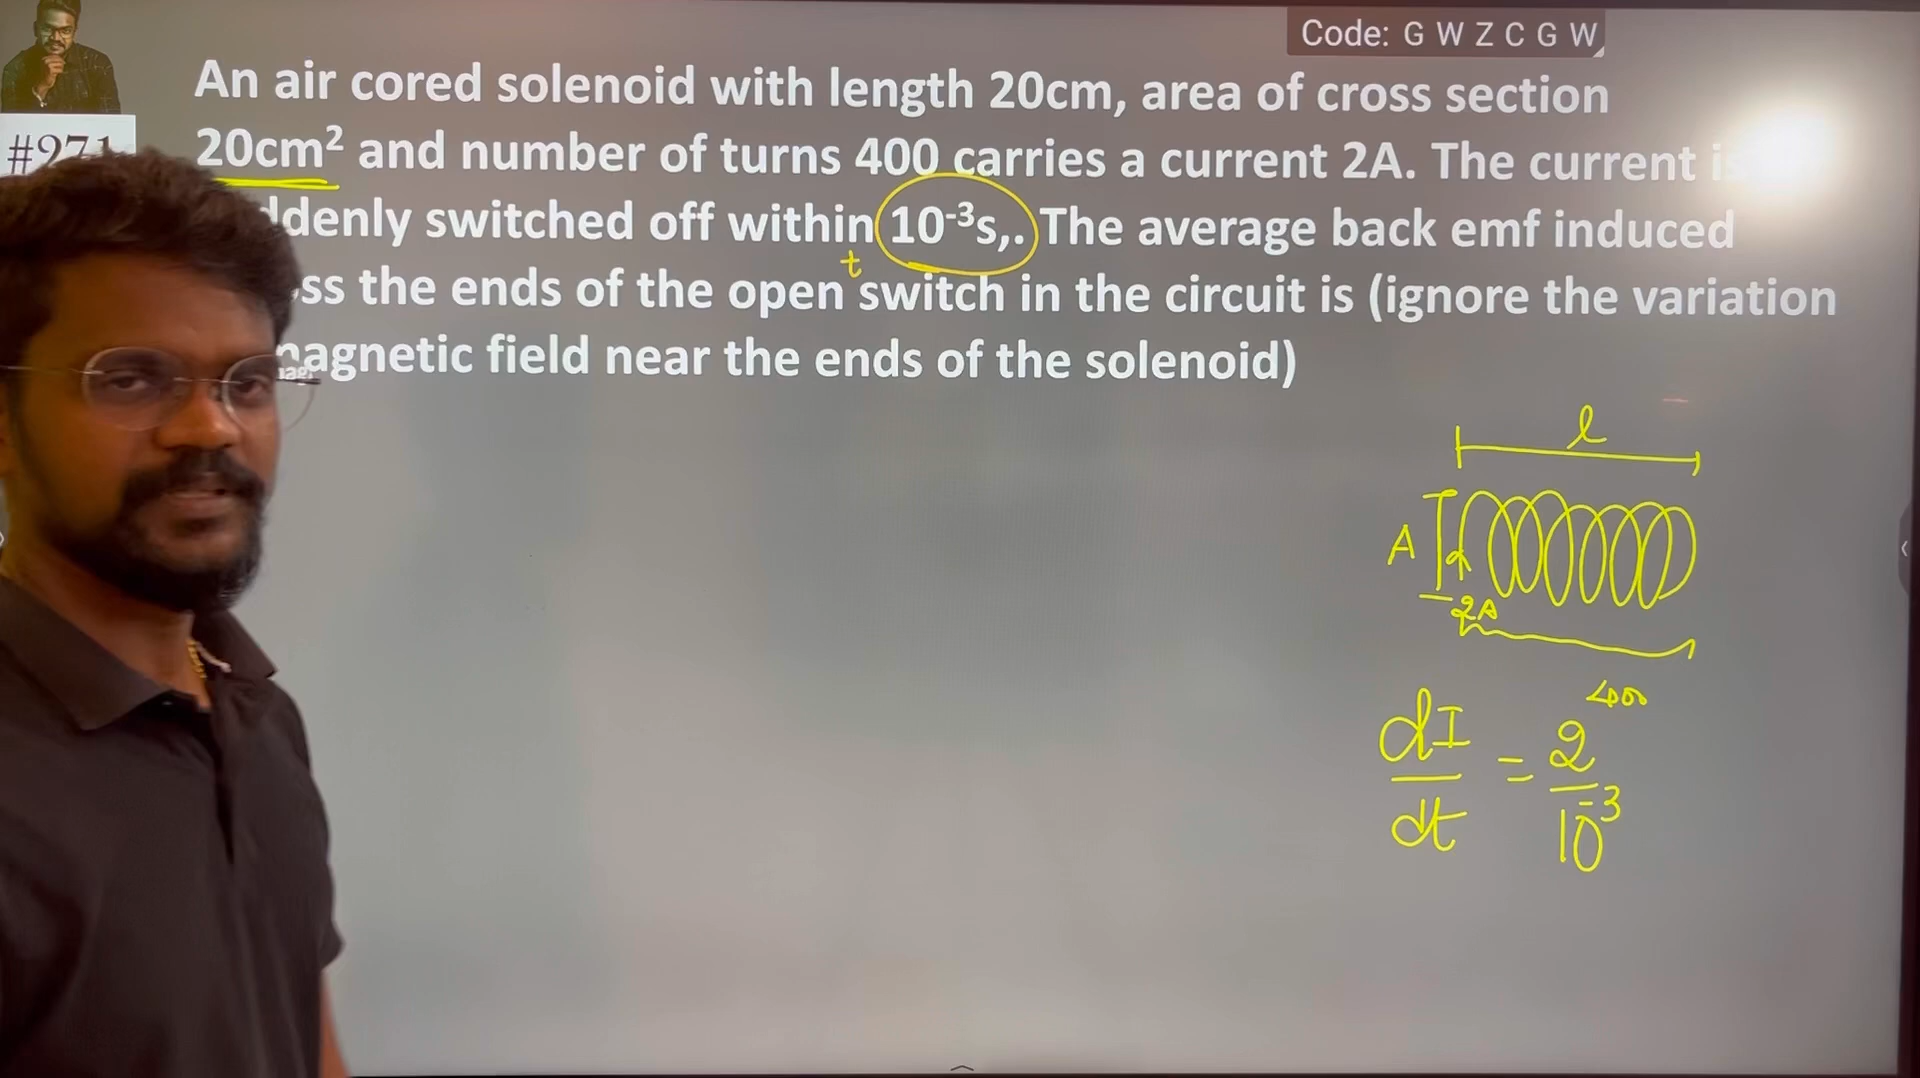 Code: G W Z C G W
An air cored solenoid with length 20cm, area of cross section
#971
20cm² and number of turns 400 carries a current 2A. The current is
denly switched off within 10⁻³s,. The average back emf induced
t
ss the ends of the open switch in the circuit is (ignore the variation
agnetic field near the ends of the solenoid)
l
A
2A
400
dI/dt = 2/10⁻³